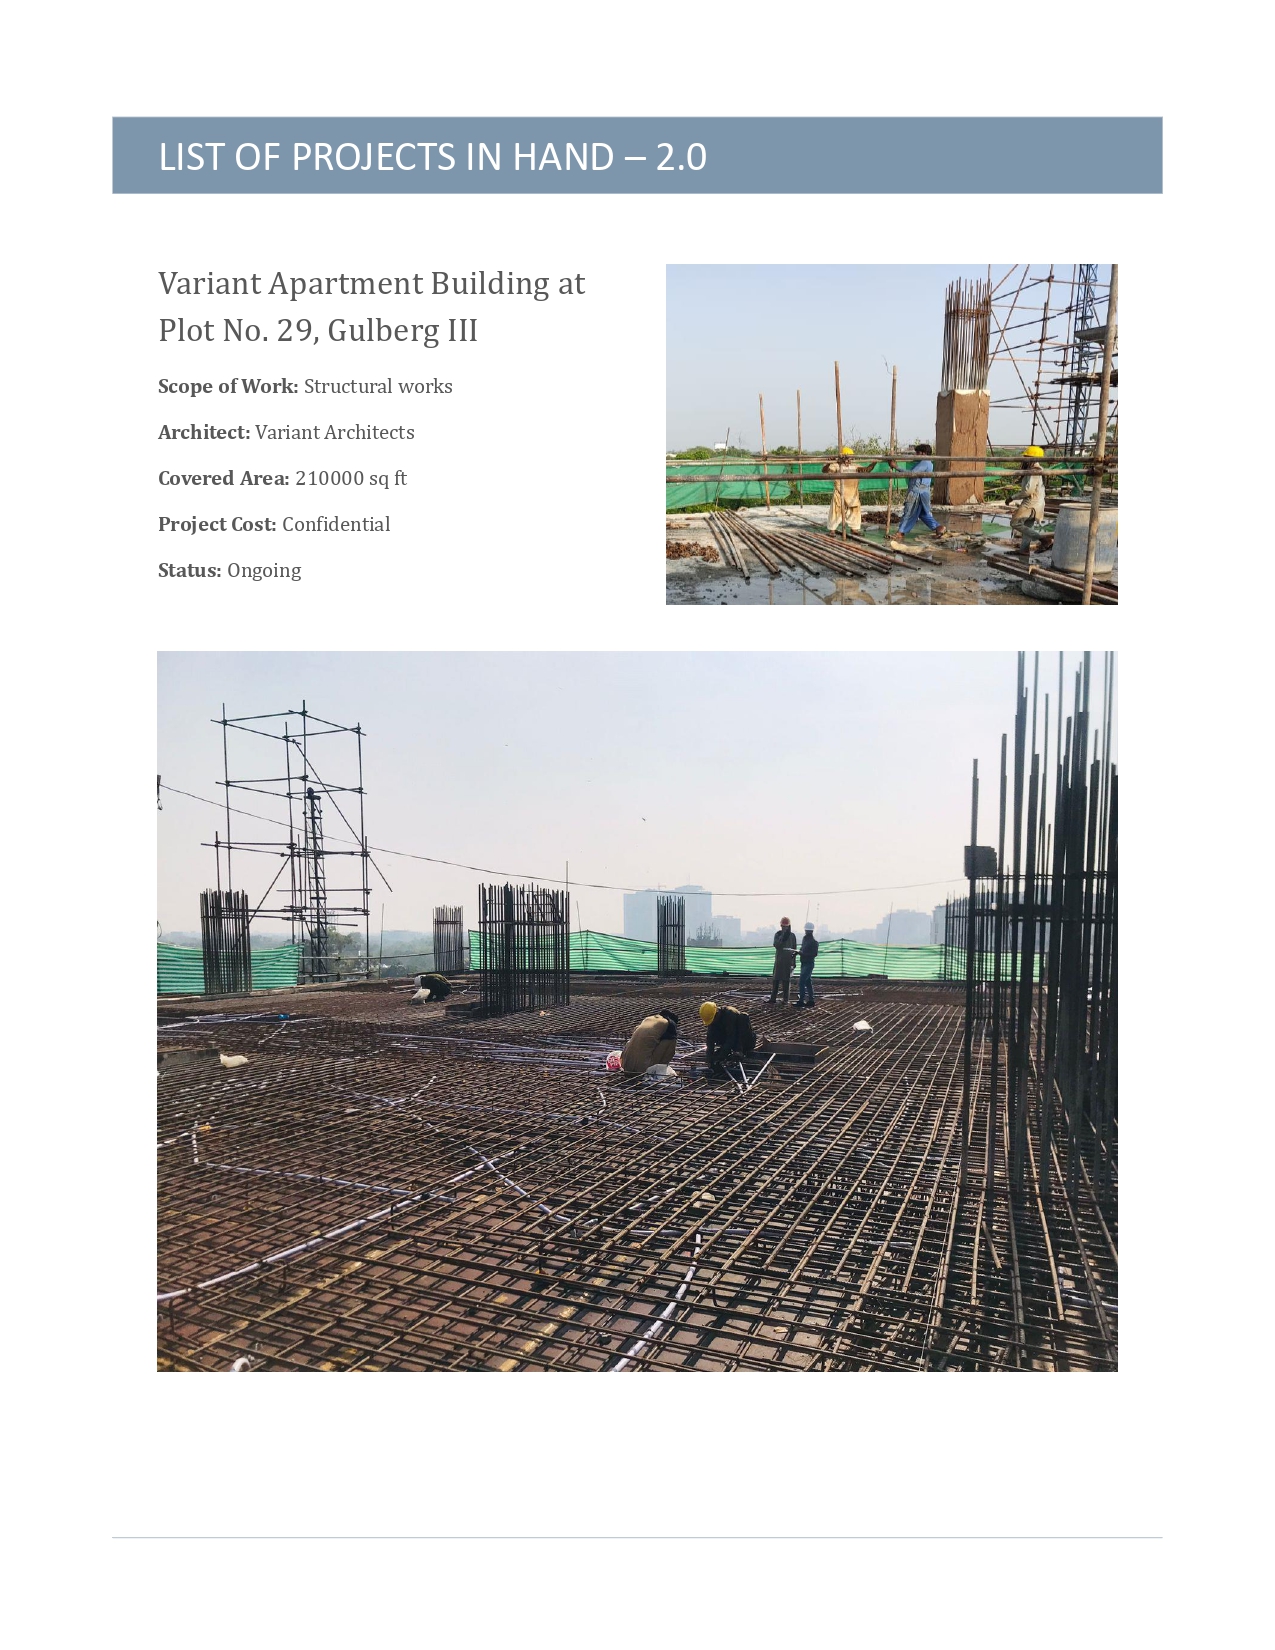 LIST OF PROJECTS IN HAND – 2.0
Variant Apartment Building at
Plot No. 29, Gulberg III
Scope of Work: Structural works
Architect: Variant Architects
Covered Area: 210000 sq ft
Project Cost: Confidential
Status: Ongoing